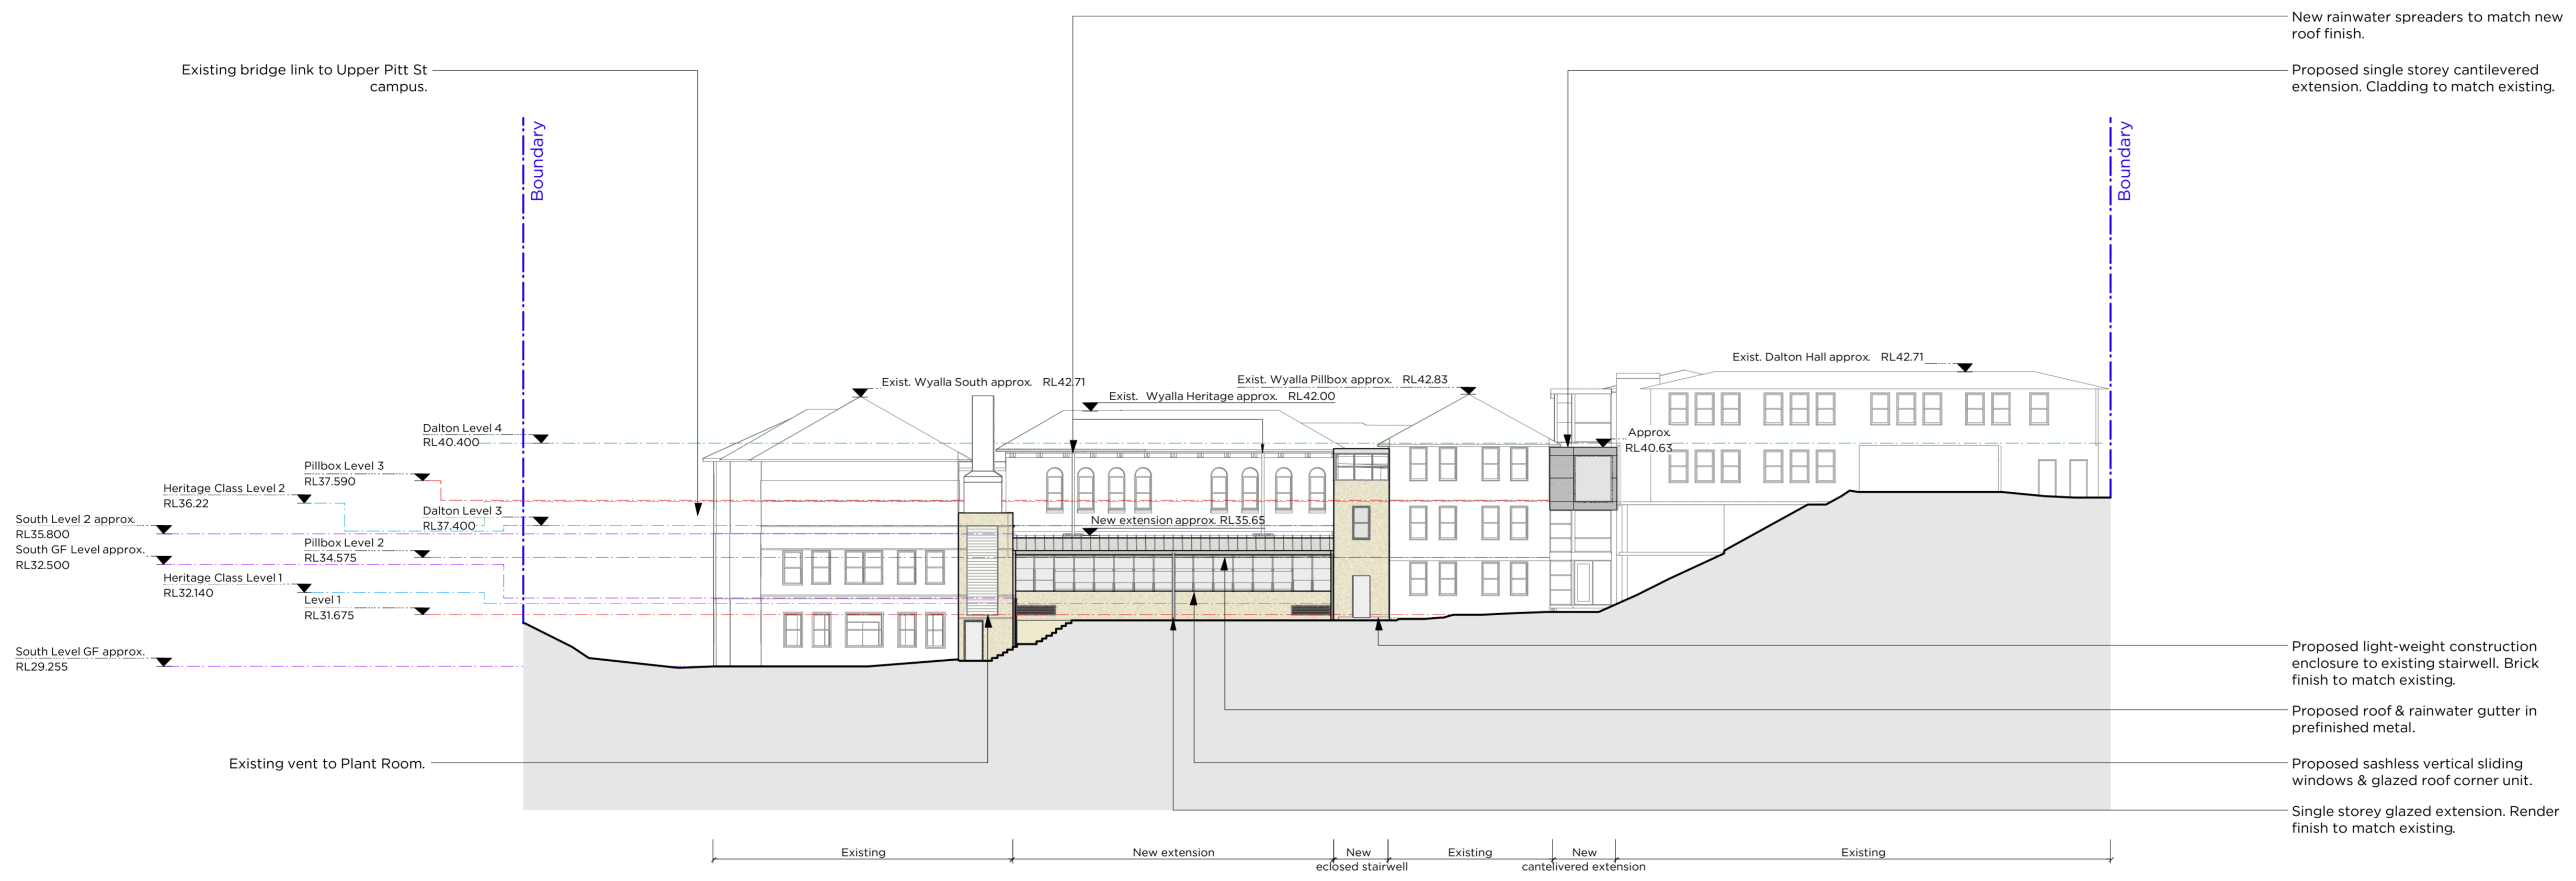 New rainwater spreaders to match new
roof finish.
Existing bridge link to Upper Pitt St
campus.
Proposed single storey cantilevered
extension. Cladding to match existing.
Boundary
Boundary
Exist. Dalton Hall approx. RL42.71
Exist. Wyalla South approx. RL42.71
Exist. Wyalla Pillbox approx. RL42.83
Exist. Wyalla Heritage approx. RL42.00
Dalton Level 4
RL40.400
Approx.
RL40.63
Pillbox Level 3
RL37.590
Heritage Class Level 2
RL36.22
Dalton Level 3
RL37.400
South Level 2 approx.
RL35.800
New extension approx. RL35.65
Pillbox Level 2
RL34.575
South GF Level approx.
RL32.500
Heritage Class Level 1
RL32.140
Level 1
RL31.675
South Level GF approx.
RL29.255
Proposed light-weight construction
enclosure to existing stairwell. Brick
finish to match existing.
Proposed roof & rainwater gutter in
prefinished metal.
Existing vent to Plant Room.
Proposed sashless vertical sliding
windows & glazed roof corner unit.
Single storey glazed extension. Render
finish to match existing.
Existing
New extension
New
eclosed stairwell
Existing
New
cantelivered extension
Existing